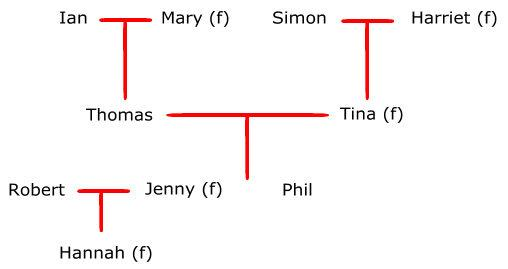 Ian Mary (f) Simon Harriet (f)
Thomas Tina (f)
Robert Jenny (f) Phil
Hannah (f)